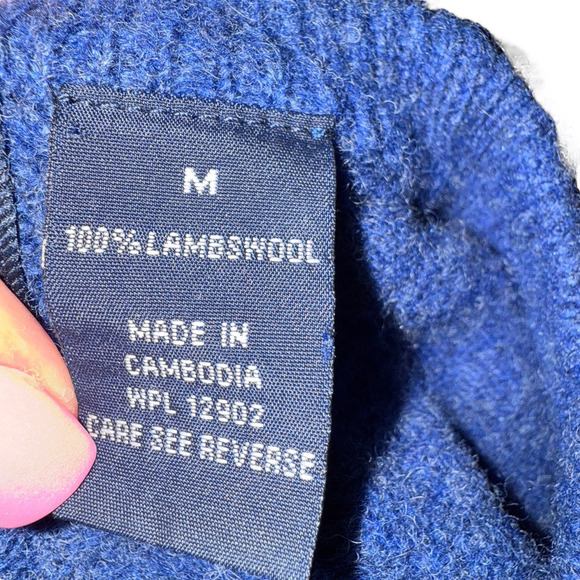 M
100% LAMBSWOOL
MADE IN
CAMBODIA
WPL 12902
CARE SEE REVERSE